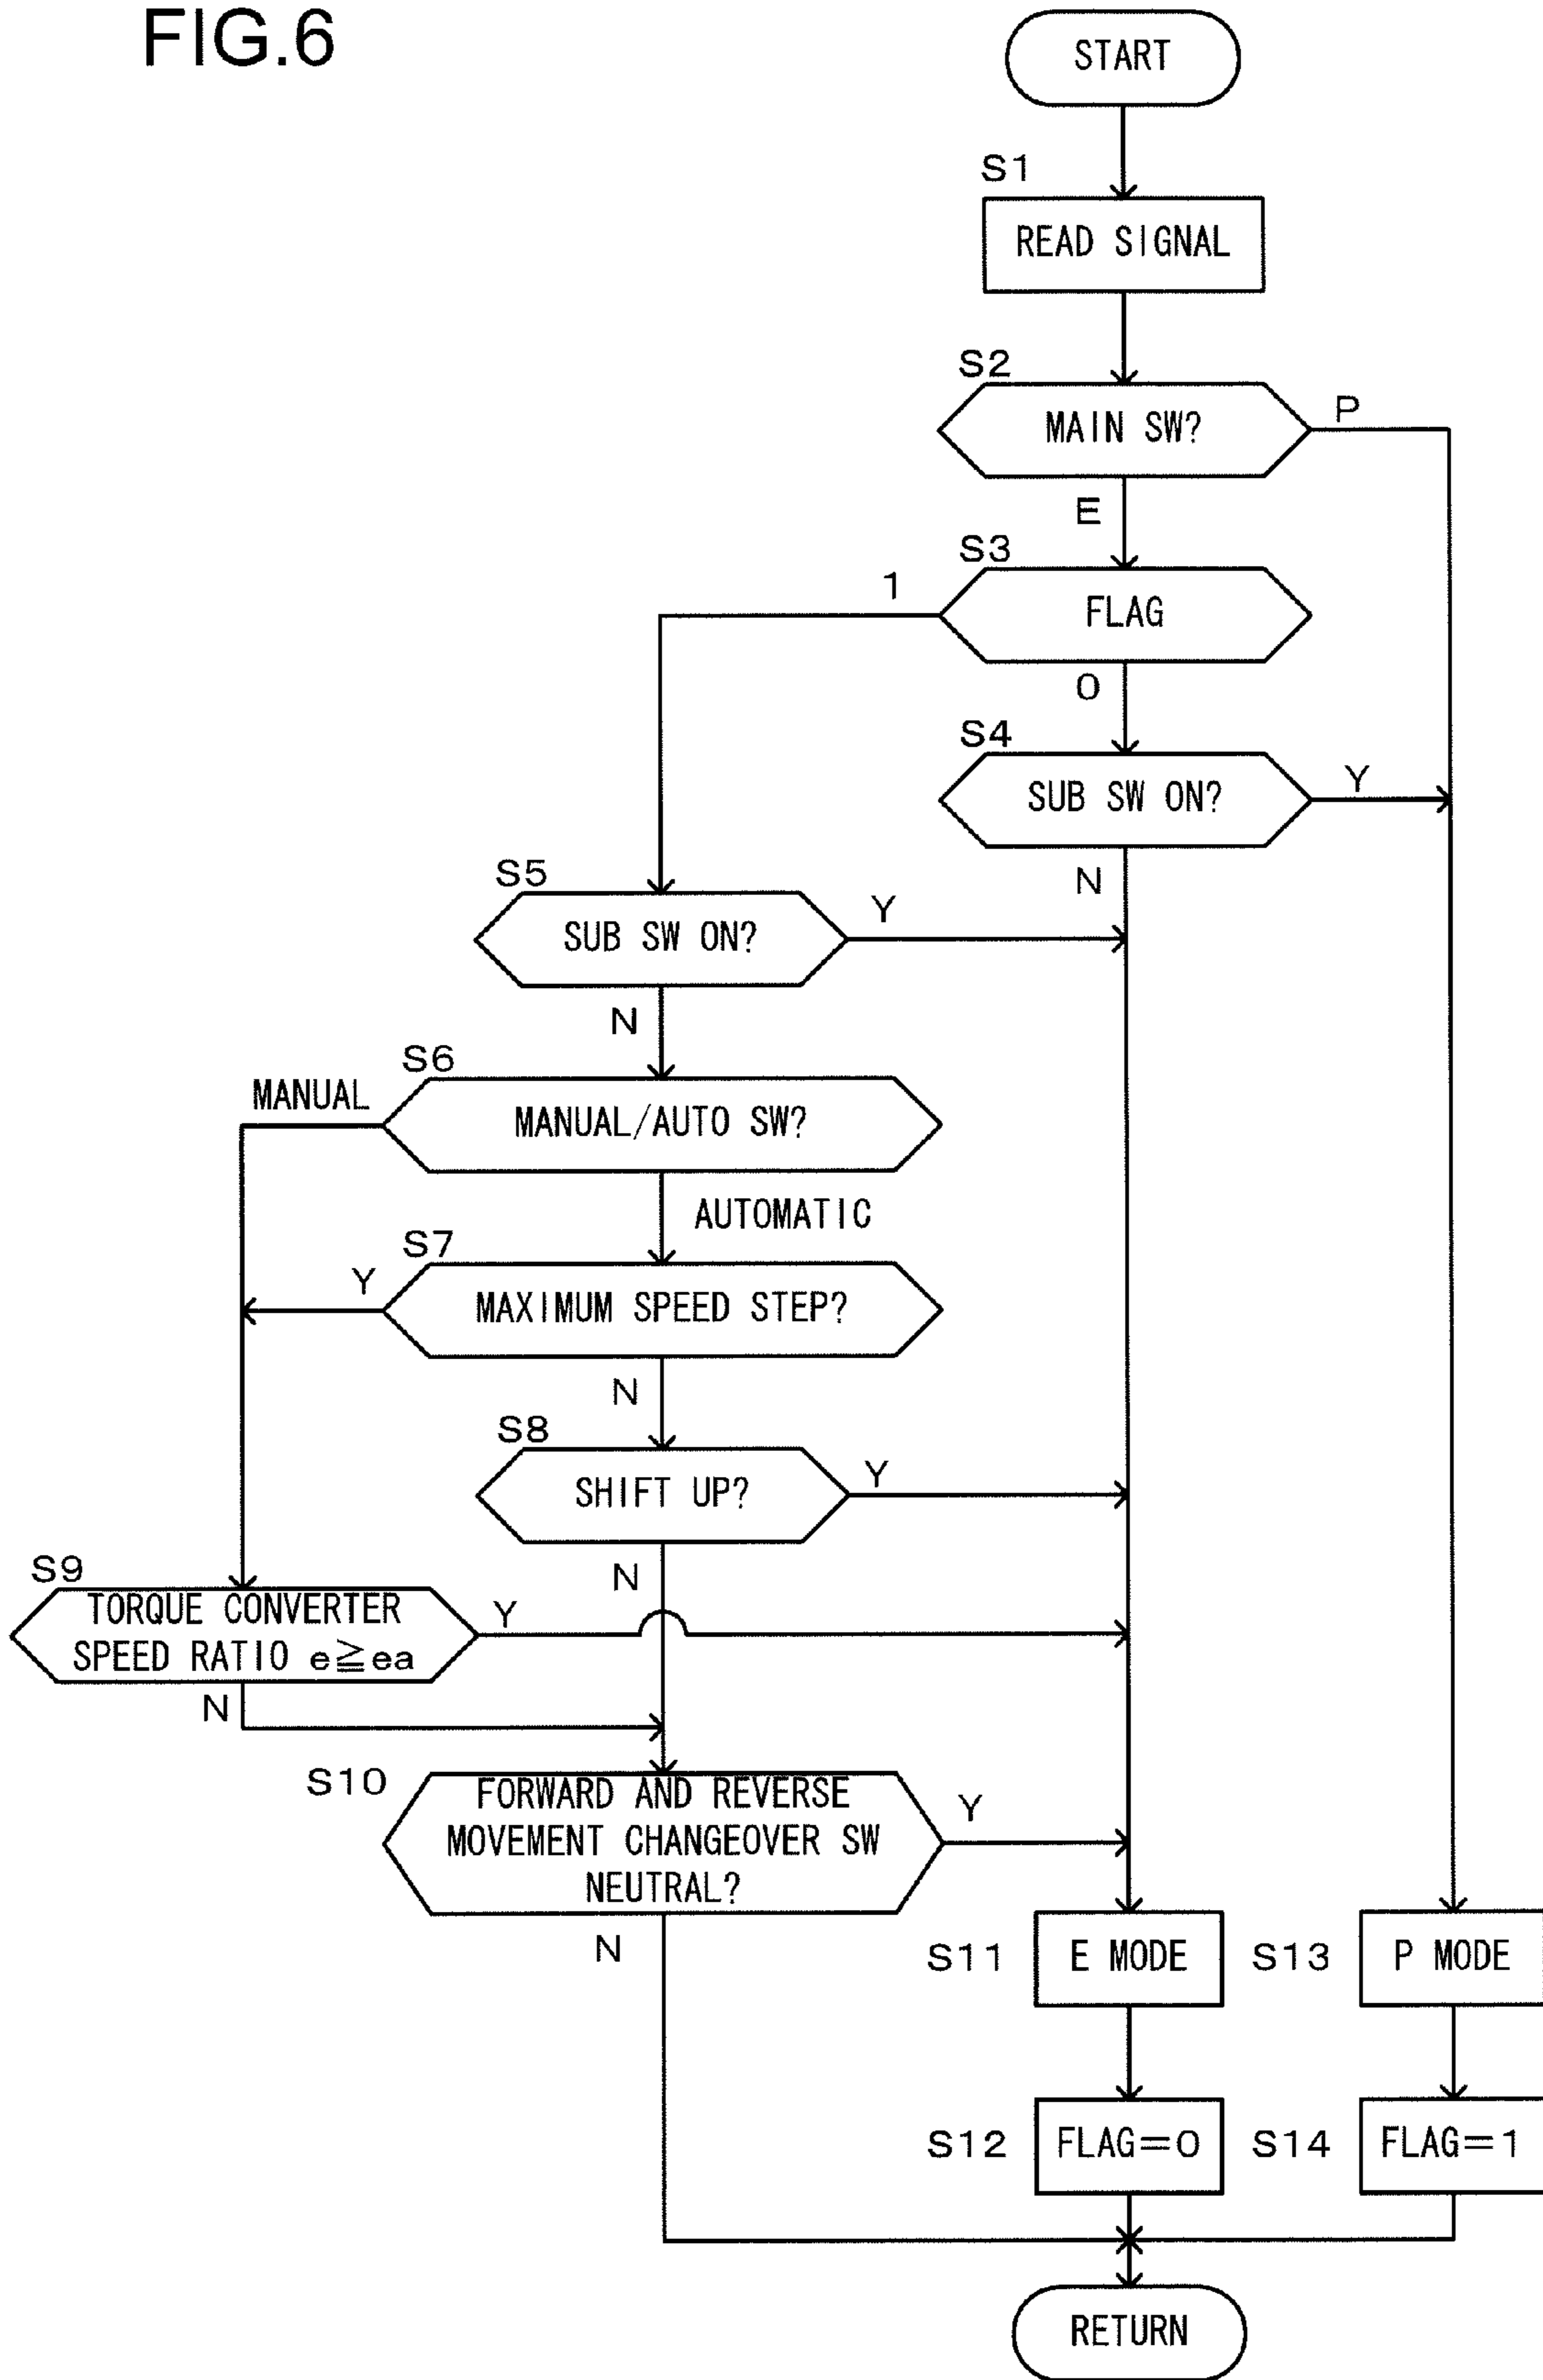 FIG.6
START
S1
READ SIGNAL
S2
MAIN SW?
P
E
S3
1
FLAG
0
S4
SUB SW ON?
Y
N
S5
SUB SW ON?
Y
N
S6
MANUAL
MANUAL/AUTO SW?
AUTOMATIC
S7
Y
MAXIMUM SPEED STEP?
N
S8
SHIFT UP?
Y
N
S9
TORQUE CONVERTER
SPEED RATIO e≧ea
Y
N
S10
FORWARD AND REVERSE
MOVEMENT CHANGEOVER SW
NEUTRAL?
Y
N
S11
E MODE
S13
P MODE
S12
FLAG=0
S14
FLAG=1
RETURN